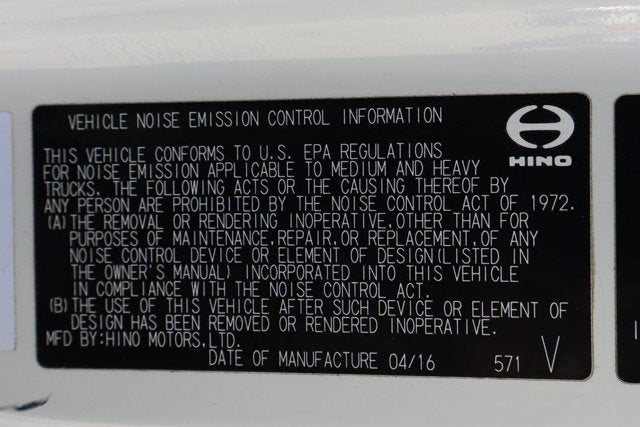 VEHICLE NOISE EMISSION CONTROL INFORMATION
HINO
THIS VEHICLE CONFORMS TO U.S. EPA REGULATIONS
FOR NOISE EMISSION APPLICABLE TO MEDIUM AND HEAVY
TRUCKS. THE FOLLOWING ACTS OR THE CAUSING THEREOF BY
ANY PERSON ARE PROHIBITED BY THE NOISE CONTROL ACT OF 1972.
(A) THE REMOVAL OR RENDERING INOPERATIVE, OTHER THAN FOR
PURPOSES OF MAINTENANCE, REPAIR, OR REPLACEMENT, OF ANY
NOISE CONTROL DEVICE OR ELEMENT OF DESIGN (LISTED IN
THE OWNER'S MANUAL) INCORPORATED INTO THIS VEHICLE
IN COMPLIANCE WITH THE NOISE CONTROL ACT.
(B) THE USE OF THIS VEHICLE AFTER SUCH DEVICE OR ELEMENT OF
DESIGN HAS BEEN REMOVED OR RENDERED INOPERATIVE.
MFD BY: HINO MOTORS, LTD.
DATE OF MANUFACTURE 04/16 571 V